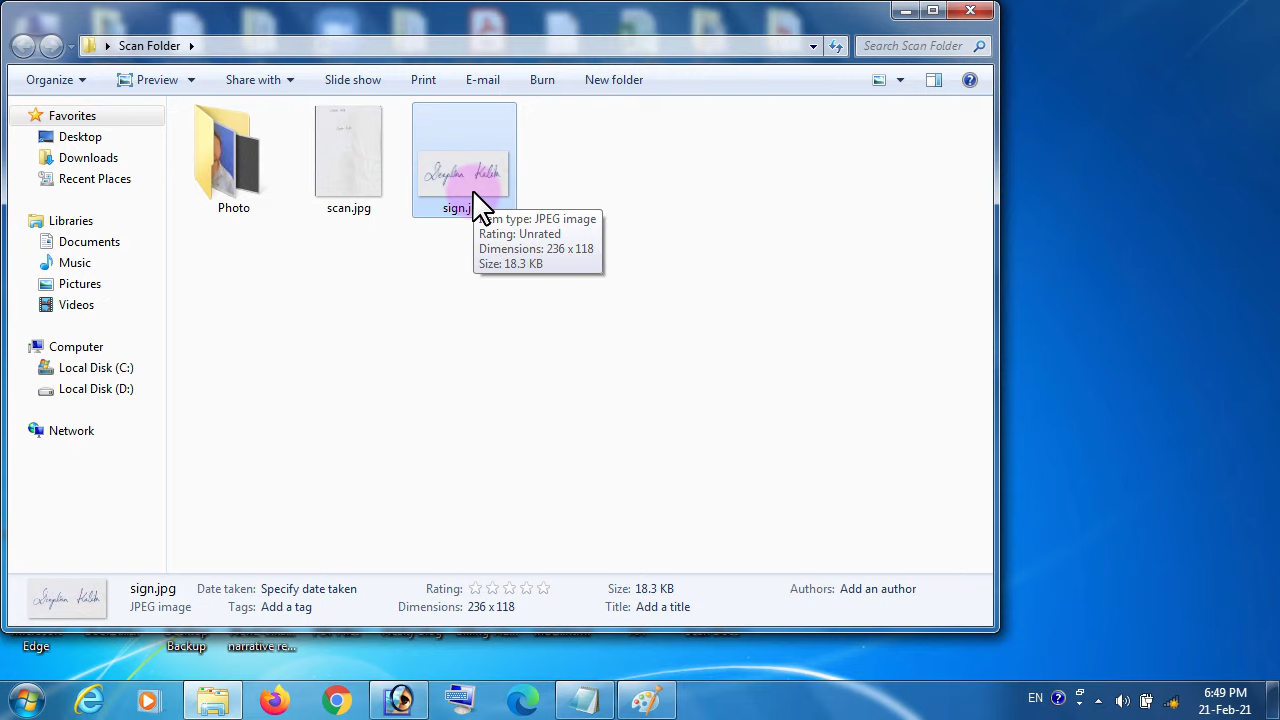 Scan Folder
Search Scan Folder
Organize
Preview
Share with
Slide show
Print
E-mail
Burn
New folder
Favorites
Desktop
Downloads
Recent Places
Libraries
Documents
Music
Pictures
Videos
Computer
Local Disk (C:)
Local Disk (D:)
Network
Photo
scan.jpg
sign.j
em type: JPEG image
Rating: Unrated
Dimensions: 236 x 118
Size: 18.3 KB
sign.jpg
JPEG image
Date taken: Specify date taken
Tags: Add a tag
Rating:
Dimensions: 236 x 118
Size: 18.3 KB
Title: Add a title
Authors: Add an author
Edge
Backup
narrative re...
EN
6:49 PM
21-Feb-21